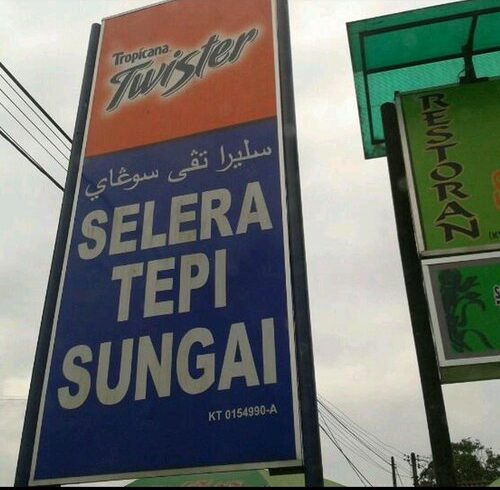 Tropicana
Twister
سليرا تڤي سوڠاي
SELERA
TEPI
SUNGAI
KT 0154990-A
RESTORAN